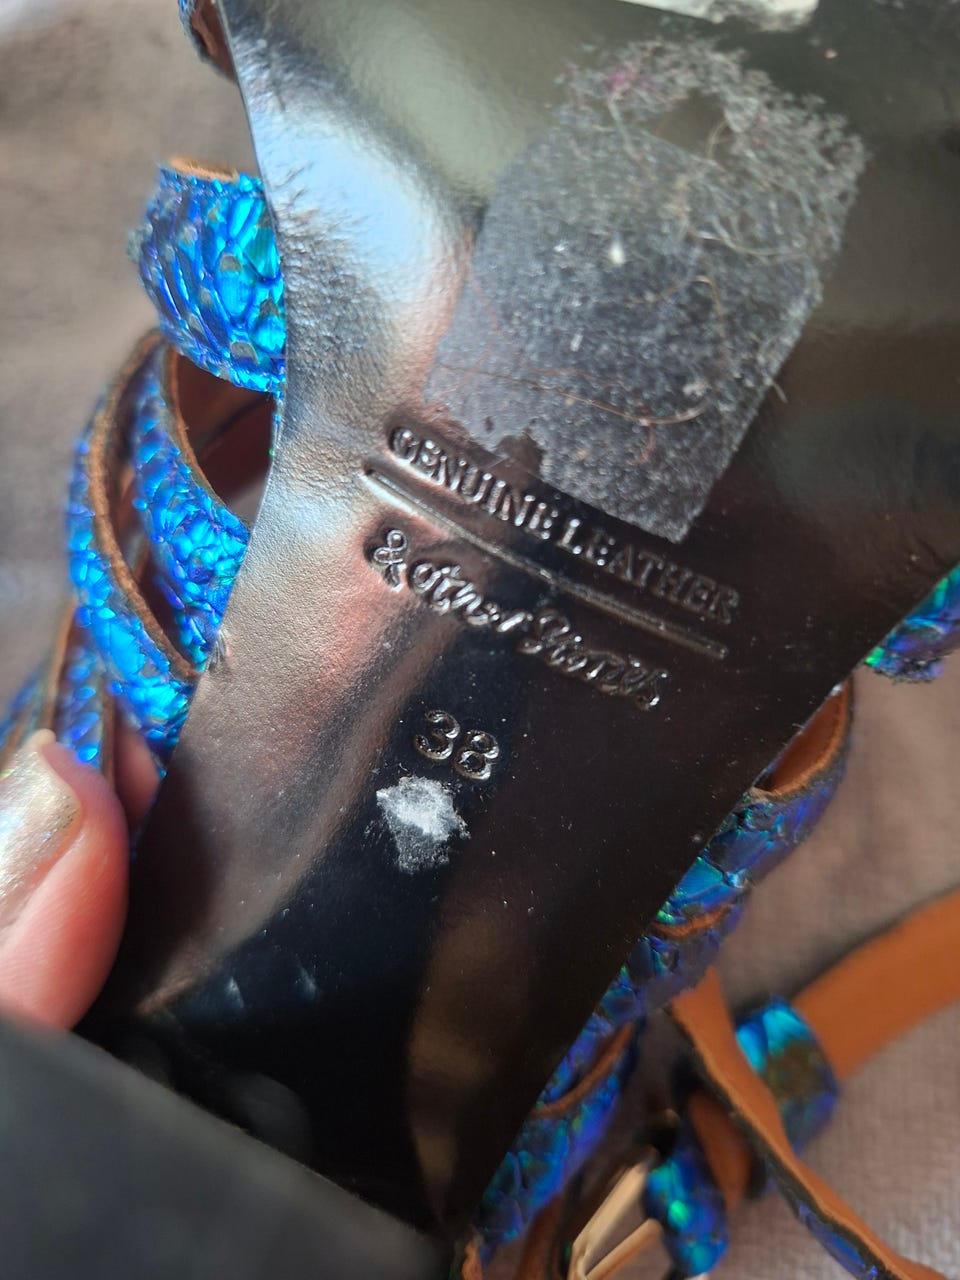 GENUINE LEATHER
& other Stories
38